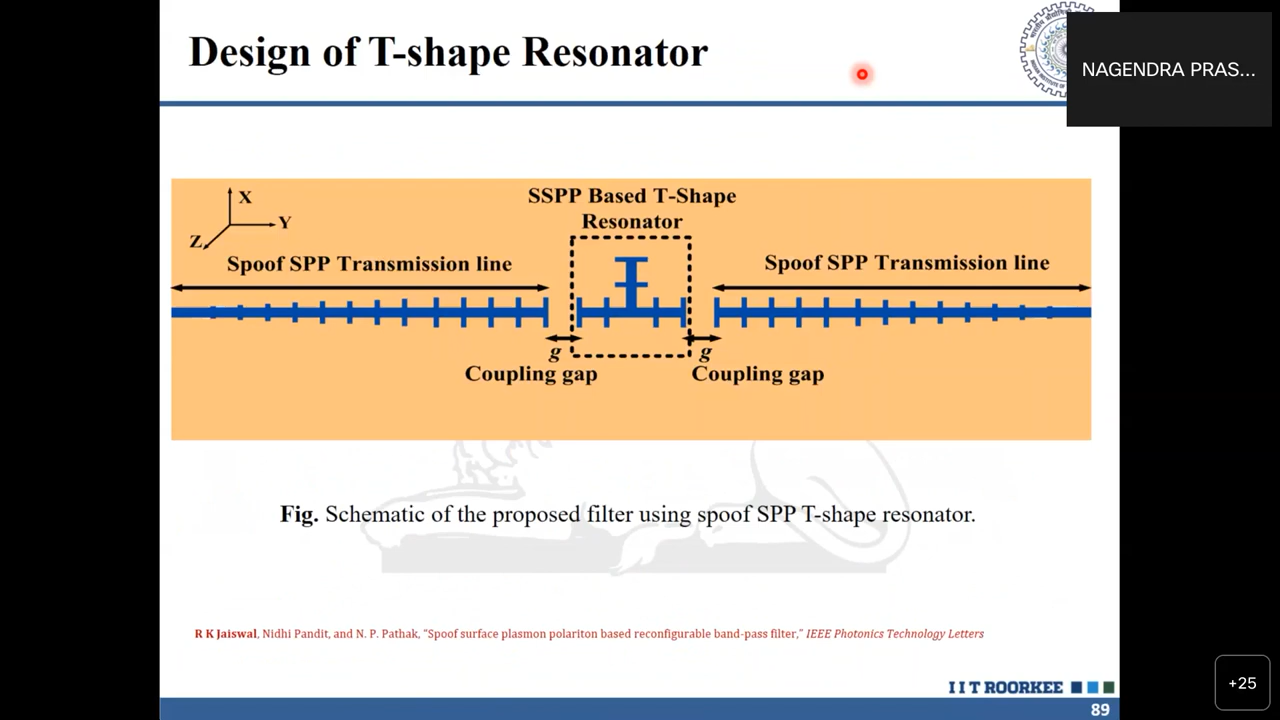 Design of T-shape Resonator
NAGENDRA PRAS...
SSPP Based T-Shape
Resonator
X
Y
Z
Spoof SPP Transmission line
Spoof SPP Transmission line
g
g
Coupling gap
Coupling gap
Fig. Schematic of the proposed filter using spoof SPP T-shape resonator.
R K Jaiswal, Nidhi Pandit, and N. P. Pathak, “Spoof surface plasmon polariton based reconfigurable band-pass filter,” IEEE Photonics Technology Letters
+25
I I T ROORKEE
89